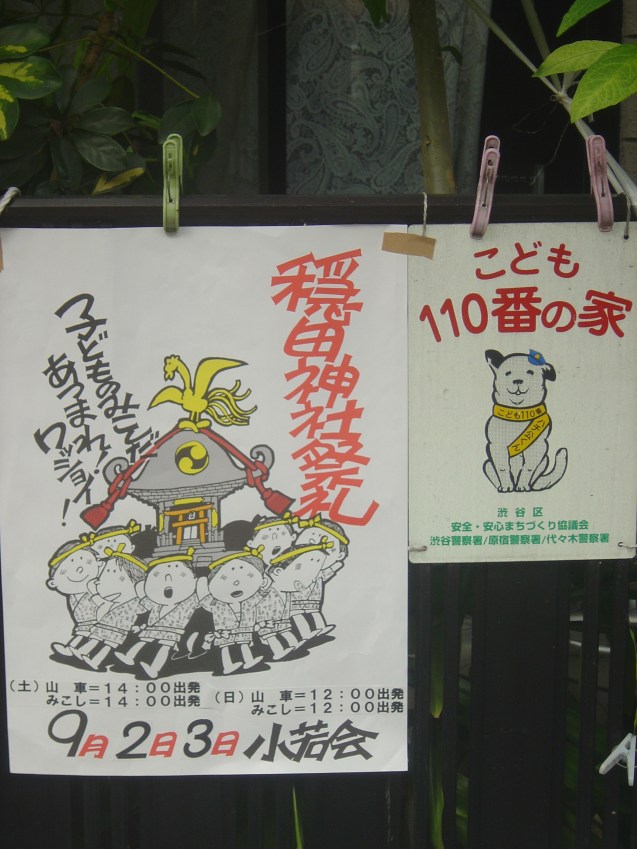 穏田神社祭礼
子どものみこしだ
あつまれ!
ワッショイ!
(土)山 車=14:00出発
みこし=14:00出発
(日)山 車=12:00出発
みこし=12:00出発
9月2日3日 小若会
こども
110番の家
こども110番
ハチ公くん
渋谷区
安全・安心まちづくり協議会
渋谷警察署/原宿警察署/代々木警察署